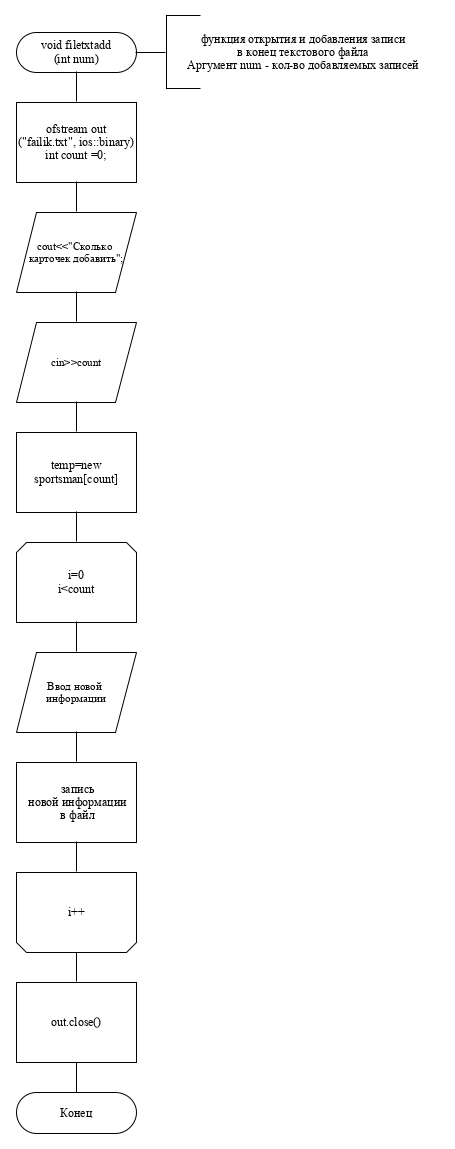 void filetxtadd
(int num)
функция открытия и добавления записи
в конец текстового файла
Аргумент num - кол-во добавляемых записей
ofstream out
("failik.txt", ios::binary)
int count =0;
cout<<"Сколько
карточек добавить";
cin>>count
temp=new
sportsman[count]
i=0
i<count
Ввод новой
информации
запись
новой информации
в файл
i++
out.close()
Конец